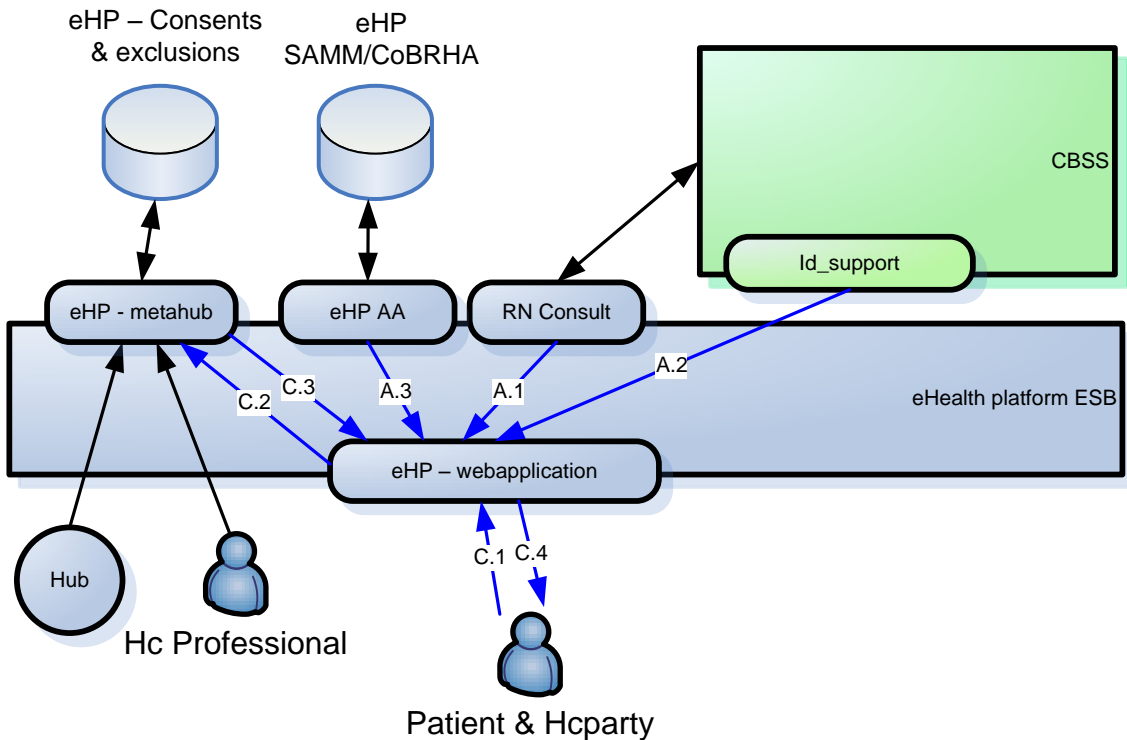 eHP – Consents
& exclusions
eHP
SAMM/CoBRHA
CBSS
Id_support
eHP - metahub
eHP AA
RN Consult
eHealth platform ESB
C.3
C.2
A.3
A.1
A.2
eHP – webapplication
C.1
C.4
Hub
Hc Professional
Patient & Hcparty